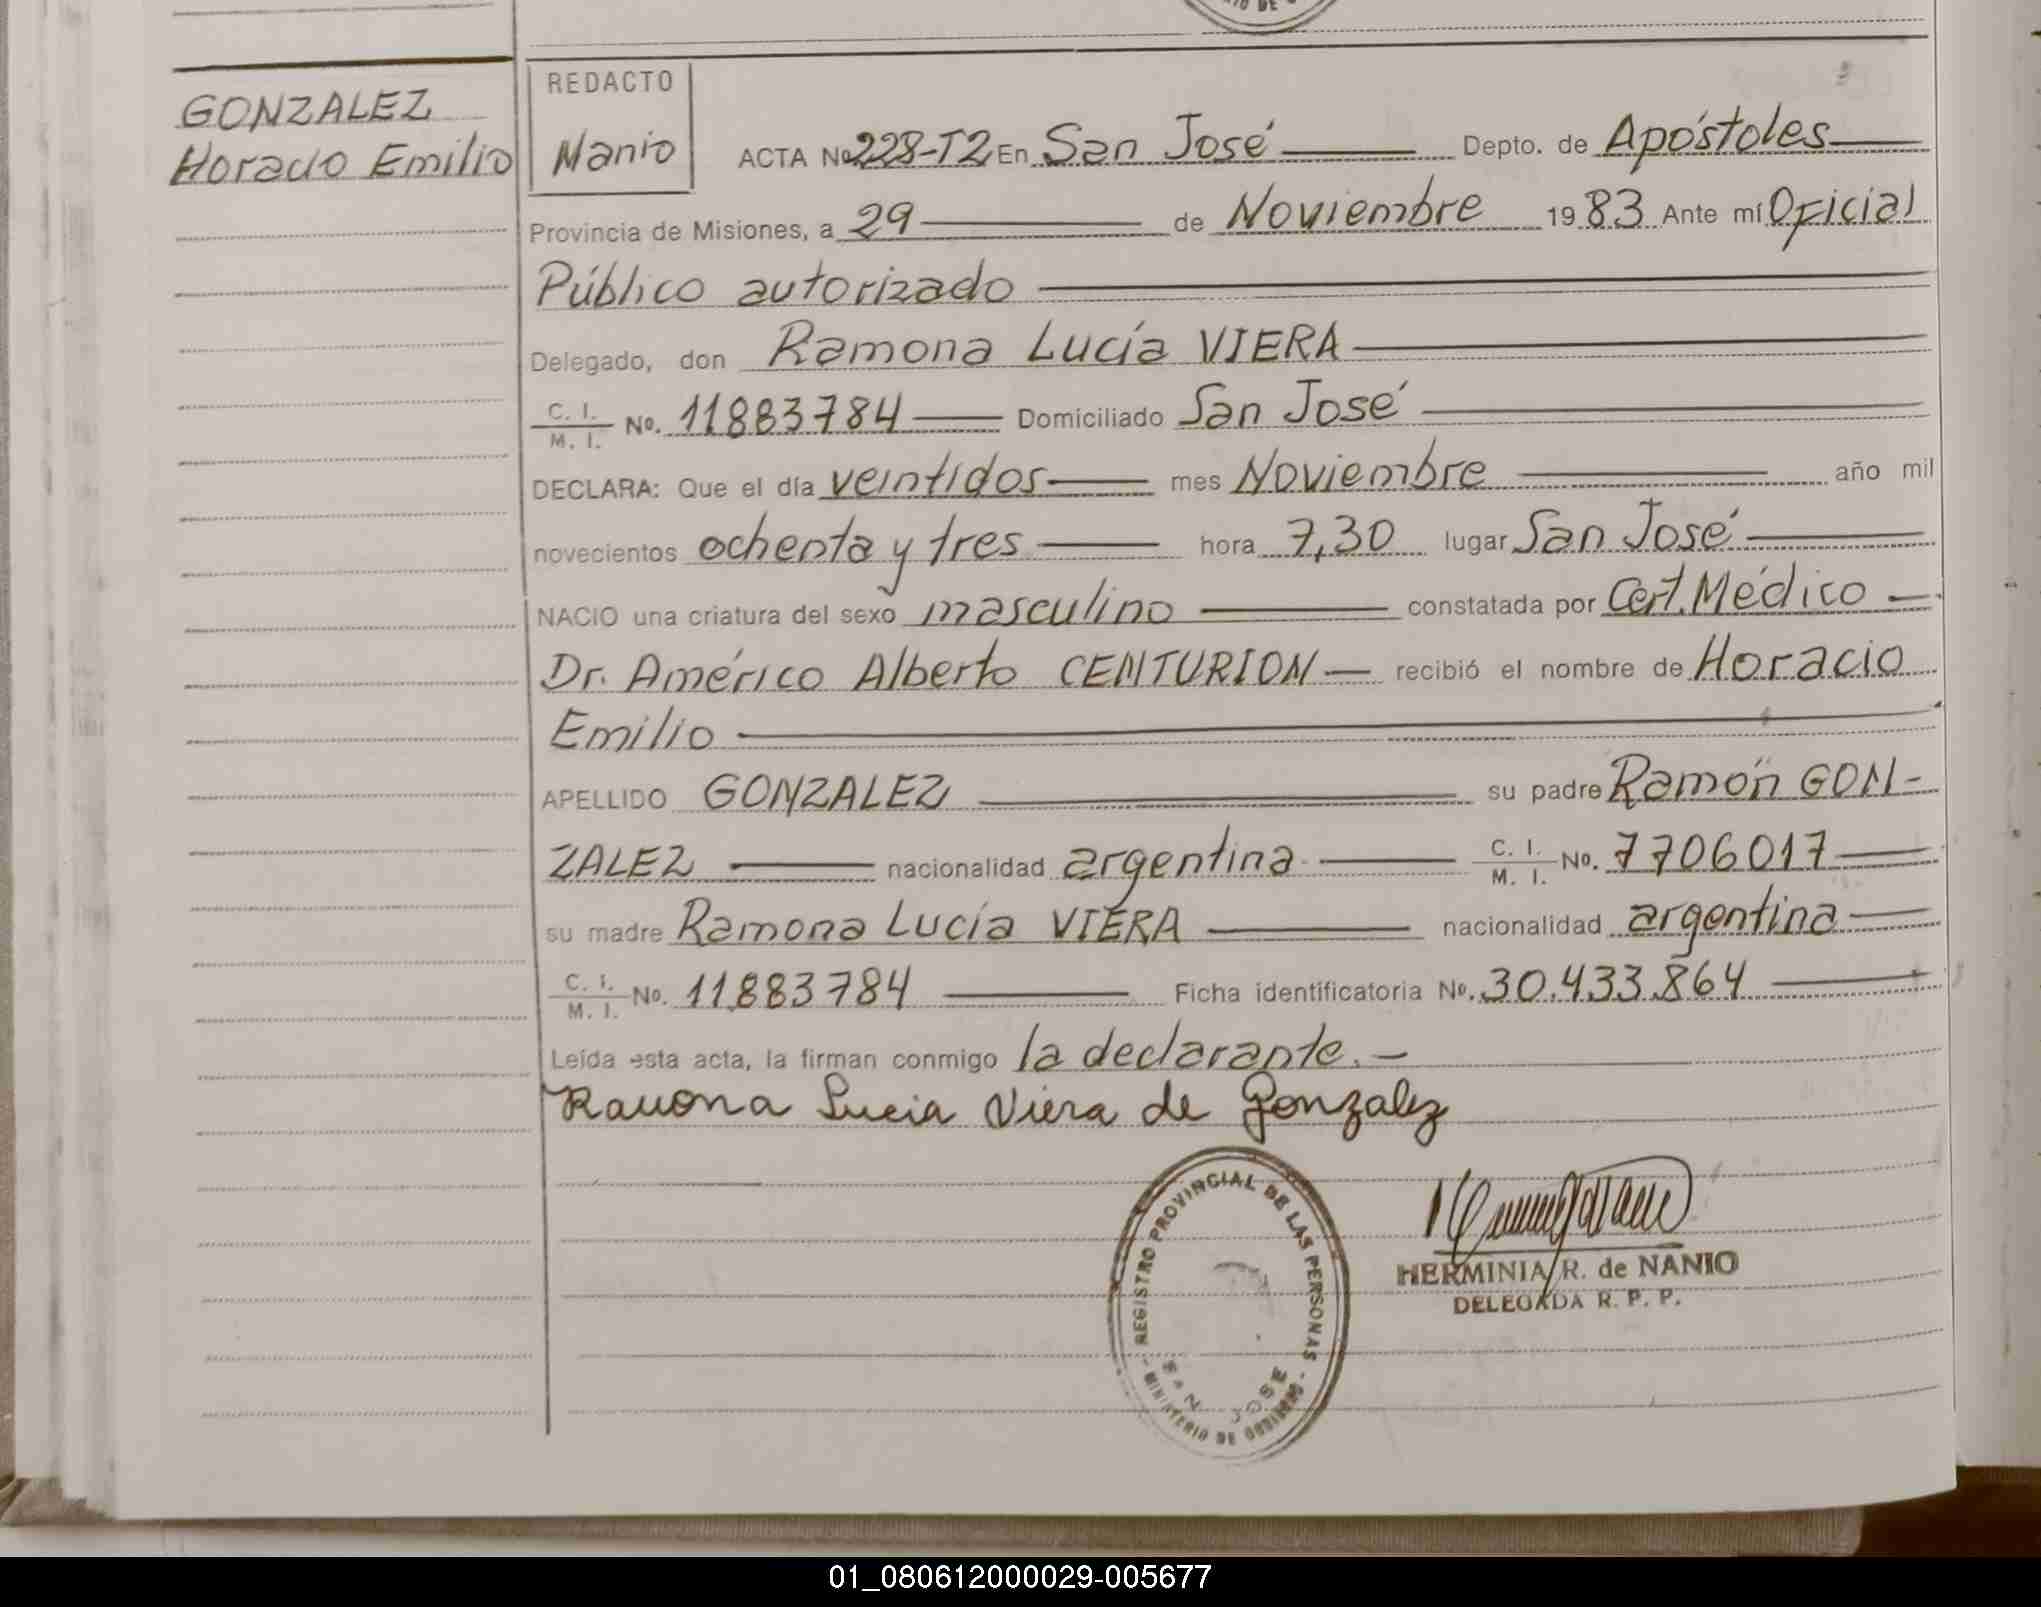 GONZALEZ
Horacio Emilio
REDACTO
Nanio
ACTA No. 228-T2 En San José Depto. de Apóstoles
Provincia de Misiones, a 29 de Noviembre 1983 Ante mí Oficial
Público autorizado
Delegado, don Ramona Lucía VIERA
C. I. / M. I. No. 11883784 Domiciliado San José
DECLARA: Que el día veintidos mes Noviembre año mil
novecientos ochenta y tres hora 7,30 lugar San José
NACIO una criatura del sexo masculino constatada por Cert. Médico
Dr. Américo Alberto CENTURION recibió el nombre de Horacio
Emilio
APELLIDO GONZALEZ su padre Ramón GON-
ZALEZ nacionalidad argentina C. I. / M. I. No. 7706017
su madre Ramona Lucía VIERA nacionalidad argentina
C. I. / M. I. No. 11.883784 Ficha identificatoria No. 30.433.864
Leída esta acta, la firman conmigo la declarante.-
Ramona Lucia Viera de Gonzalez
REGISTRO PROVINCIAL DE LAS PERSONAS
- MINISTERIO DE GOBIERNO -
SAN JOSE
HERMINIA R. de NANIO
DELEGADA R. P. P.
01_080612000029-005677